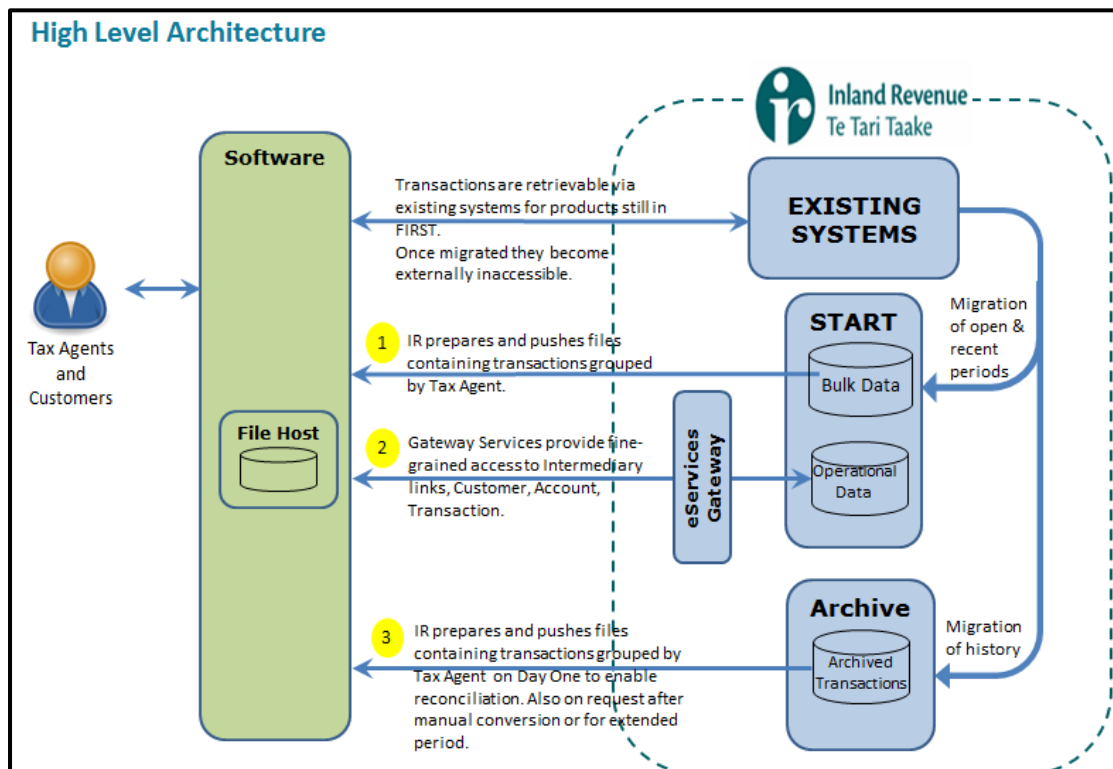 High Level Architecture
Inland Revenue
Te Tari Taake
Software
Transactions are retrievable via
existing systems for products still in
FIRST.
Once migrated they become
externally inaccessible.
EXISTING
SYSTEMS
Tax Agents
and
Customers
1
IR prepares and pushes files
containing transactions grouped
by Tax Agent.
START
Bulk Data
Migration
of open &
recent
periods
File Host
2
Gateway Services provide fine-
grained access to Intermediary
links, Customer, Account,
Transaction.
eServices
Gateway
Operational
Data
3
IR prepares and pushes files
containing transactions grouped by
Tax Agent on Day One to enable
reconciliation. Also on request after
manual conversion or for extended
period.
Archive
Archived
Transactions
Migration
of history